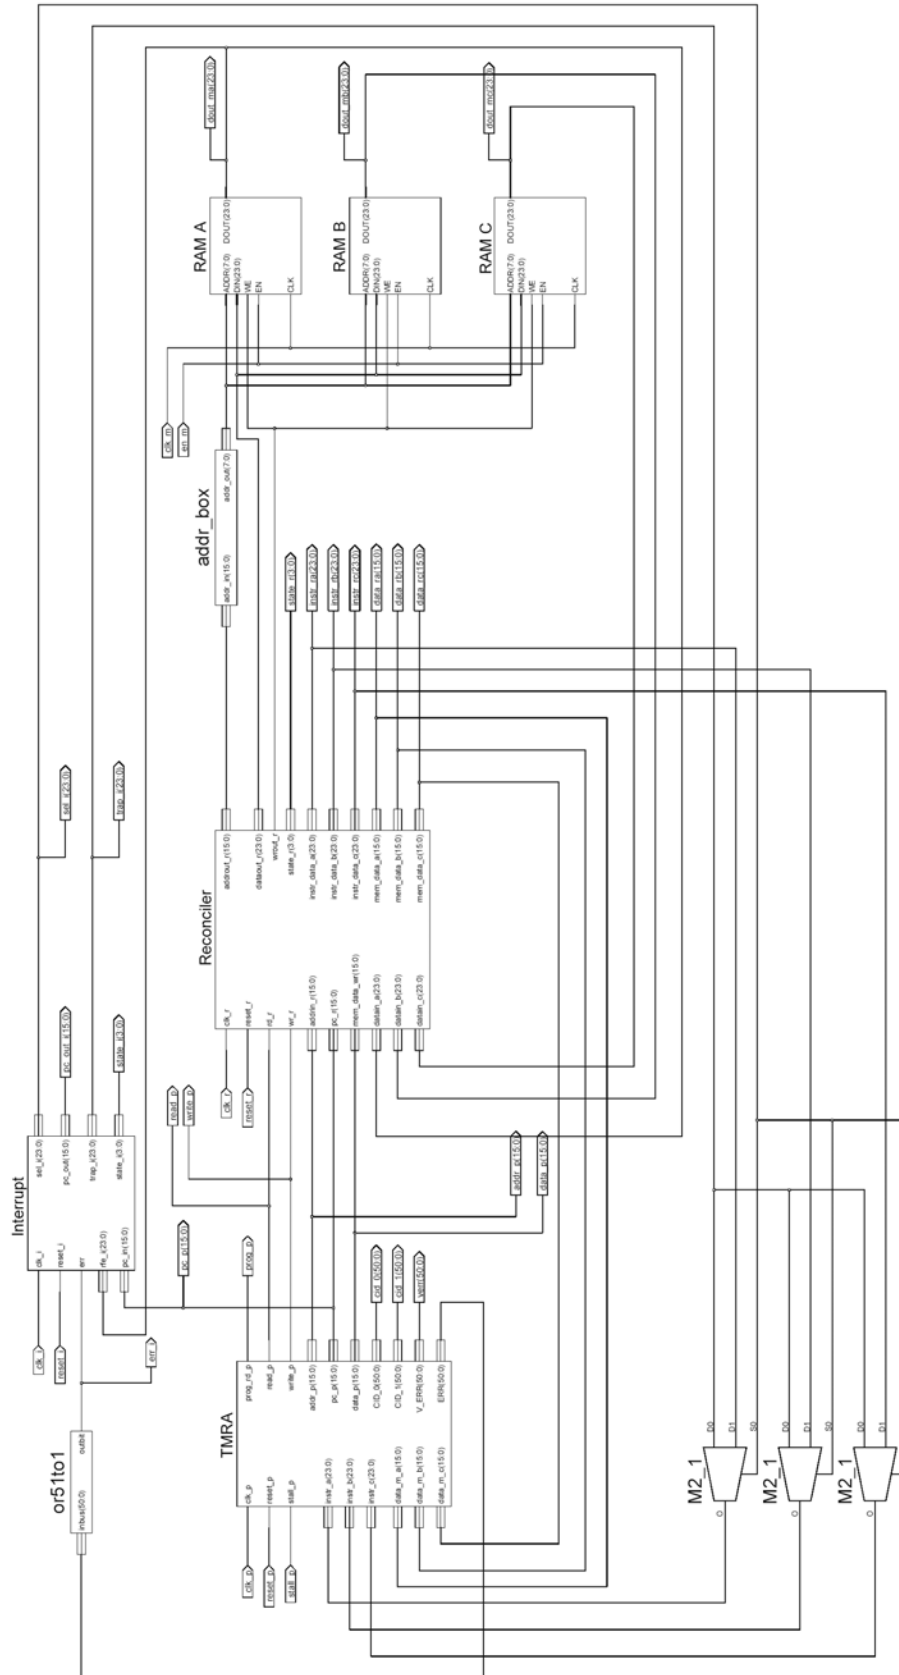 or51to1
inbus(50:0)
outbit
err_i
Interrupt
clk_i
reset_i
err
rfe_i(23:0)
pc_in(15:0)
sel_i(23:0)
pc_out(15:0)
trap_i(23:0)
state_i(3:0)
clk_i
reset_i
pc_out_i(15:0)
state_i(3:0)
sel_i(23:0)
trap_i(23:0)
TMRA
clk_p
reset_p
stall_p
instr_a(23:0)
instr_b(23:0)
instr_c(23:0)
data_m_a(15:0)
data_m_b(15:0)
data_m_c(15:0)
prog_rd_p
read_p
write_p
addr_p(15:0)
pc_p(15:0)
data_p(15:0)
CID_0(50:0)
CID_1(50:0)
V_ERR(50:0)
ERR(50:0)
clk_p
reset_p
stall_p
prog_p
pc_p(15:0)
read_p
write_p
cid_0(50:0)
cid_1(50:0)
verr(50:0)
addr_p(15:0)
data_p(15:0)
Reconciler
clk_r
reset_r
rd_r
wr_r
addrin_r(15:0)
pc_r(15:0)
mem_data_wr(15:0)
datain_a(23:0)
datain_b(23:0)
datain_c(23:0)
addrout_r(15:0)
dataout_r(23:0)
wrout_r
state_r(3:0)
instr_data_a(23:0)
instr_data_b(23:0)
instr_data_c(23:0)
mem_data_a(15:0)
mem_data_b(15:0)
mem_data_c(15:0)
clk_r
reset_r
state_r(3:0)
instr_ra(23:0)
instr_rb(23:0)
instr_rc(23:0)
data_ra(15:0)
data_rb(15:0)
data_rc(15:0)
addr_box
addr_in(15:0)
addr_out(7:0)
clk_m
en_m
RAM A
ADDR(7:0)
DIN(23:0)
WE
EN
CLK
DOUT(23:0)
dout_ma(23:0)
RAM B
ADDR(7:0)
DIN(23:0)
WE
EN
CLK
DOUT(23:0)
dout_mb(23:0)
RAM C
ADDR(7:0)
DIN(23:0)
WE
EN
CLK
DOUT(23:0)
dout_mc(23:0)
M2_1
D0
D1
S0
O
M2_1
D0
D1
S0
O
M2_1
D0
D1
O